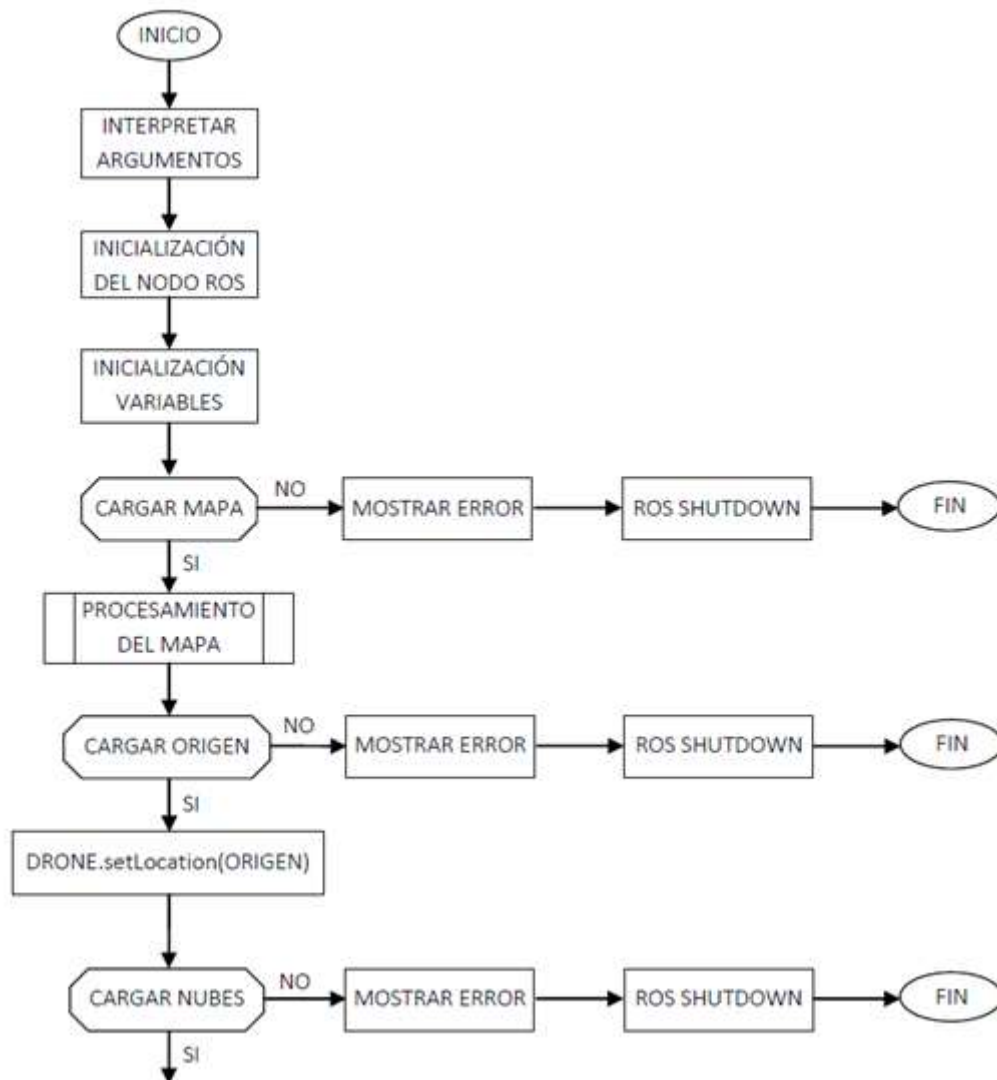 INICIO
INTERPRETAR
ARGUMENTOS
INICIALIZACIÓN
DEL NODO ROS
INICIALIZACIÓN
VARIABLES
CARGAR MAPA
NO
MOSTRAR ERROR
ROS SHUTDOWN
FIN
SI
PROCESAMIENTO
DEL MAPA
CARGAR ORIGEN
NO
MOSTRAR ERROR
ROS SHUTDOWN
FIN
SI
DRONE.setLocation(ORIGEN)
CARGAR NUBES
NO
MOSTRAR ERROR
ROS SHUTDOWN
FIN
SI